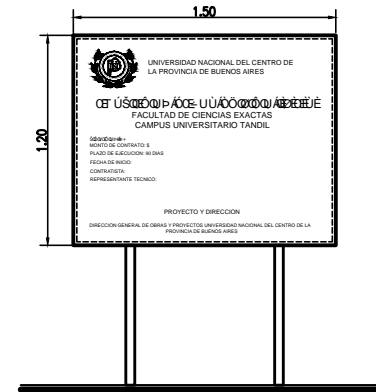 1.50
1.20
UNIVERSIDAD NACIONAL DEL CENTRO DE
LA PROVINCIA DE BUENOS AIRES
FACULTAD DE CIENCIAS EXACTAS
CAMPUS UNIVERSITARIO TANDIL
MONTO DE CONTRATO: $
PLAZO DE EJECUCION: 90 DIAS
FECHA DE INICIO:
CONTRATISTA:
REPRESENTANTE TECNICO:
PROYECTO Y DIRECCION
DIRECCION GENERAL DE OBRAS Y PROYECTOS UNIVERSIDAD NACIONAL DEL CENTRO DE LA
PROVINCIA DE BUENOS AIRES